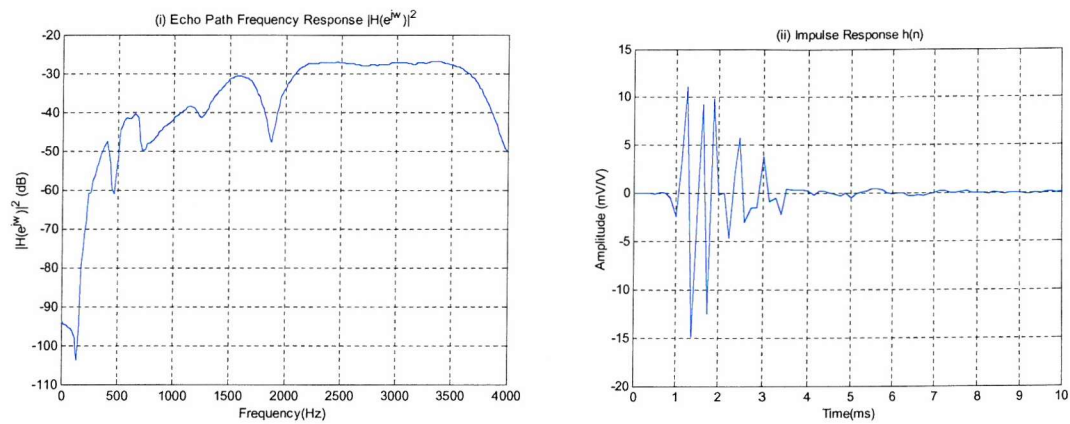 (i) Echo Path Frequency Response |H(e^jw)|^2
-20
-30
-40
-50
-60
-70
-80
-90
-100
-110
|H(e^jw)|^2 (dB)
0 500 1000 1500 2000 2500 3000 3500 4000
Frequency(Hz)
(ii) Impulse Response h(n)
15
10
5
0
-5
-10
-15
-20
Amplitude (mV/V)
0 1 2 3 4 5 6 7 8 9 10
Time(ms)